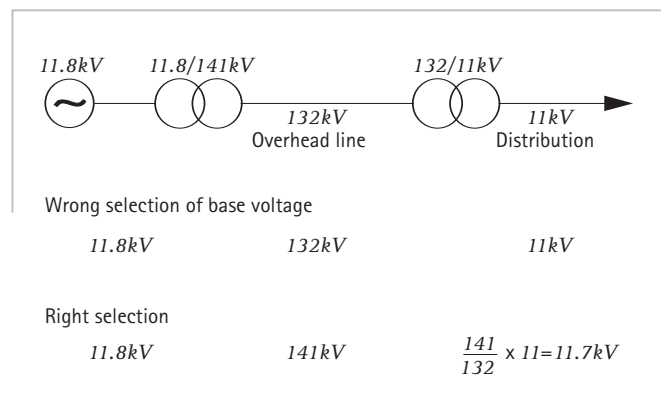 11.8kV 11.8/141kV 132/11kV
132kV 11kV
Overhead line Distribution
Wrong selection of base voltage
11.8kV 132kV 11kV
Right selection
11.8kV 141kV 141/132 x 11=11.7kV